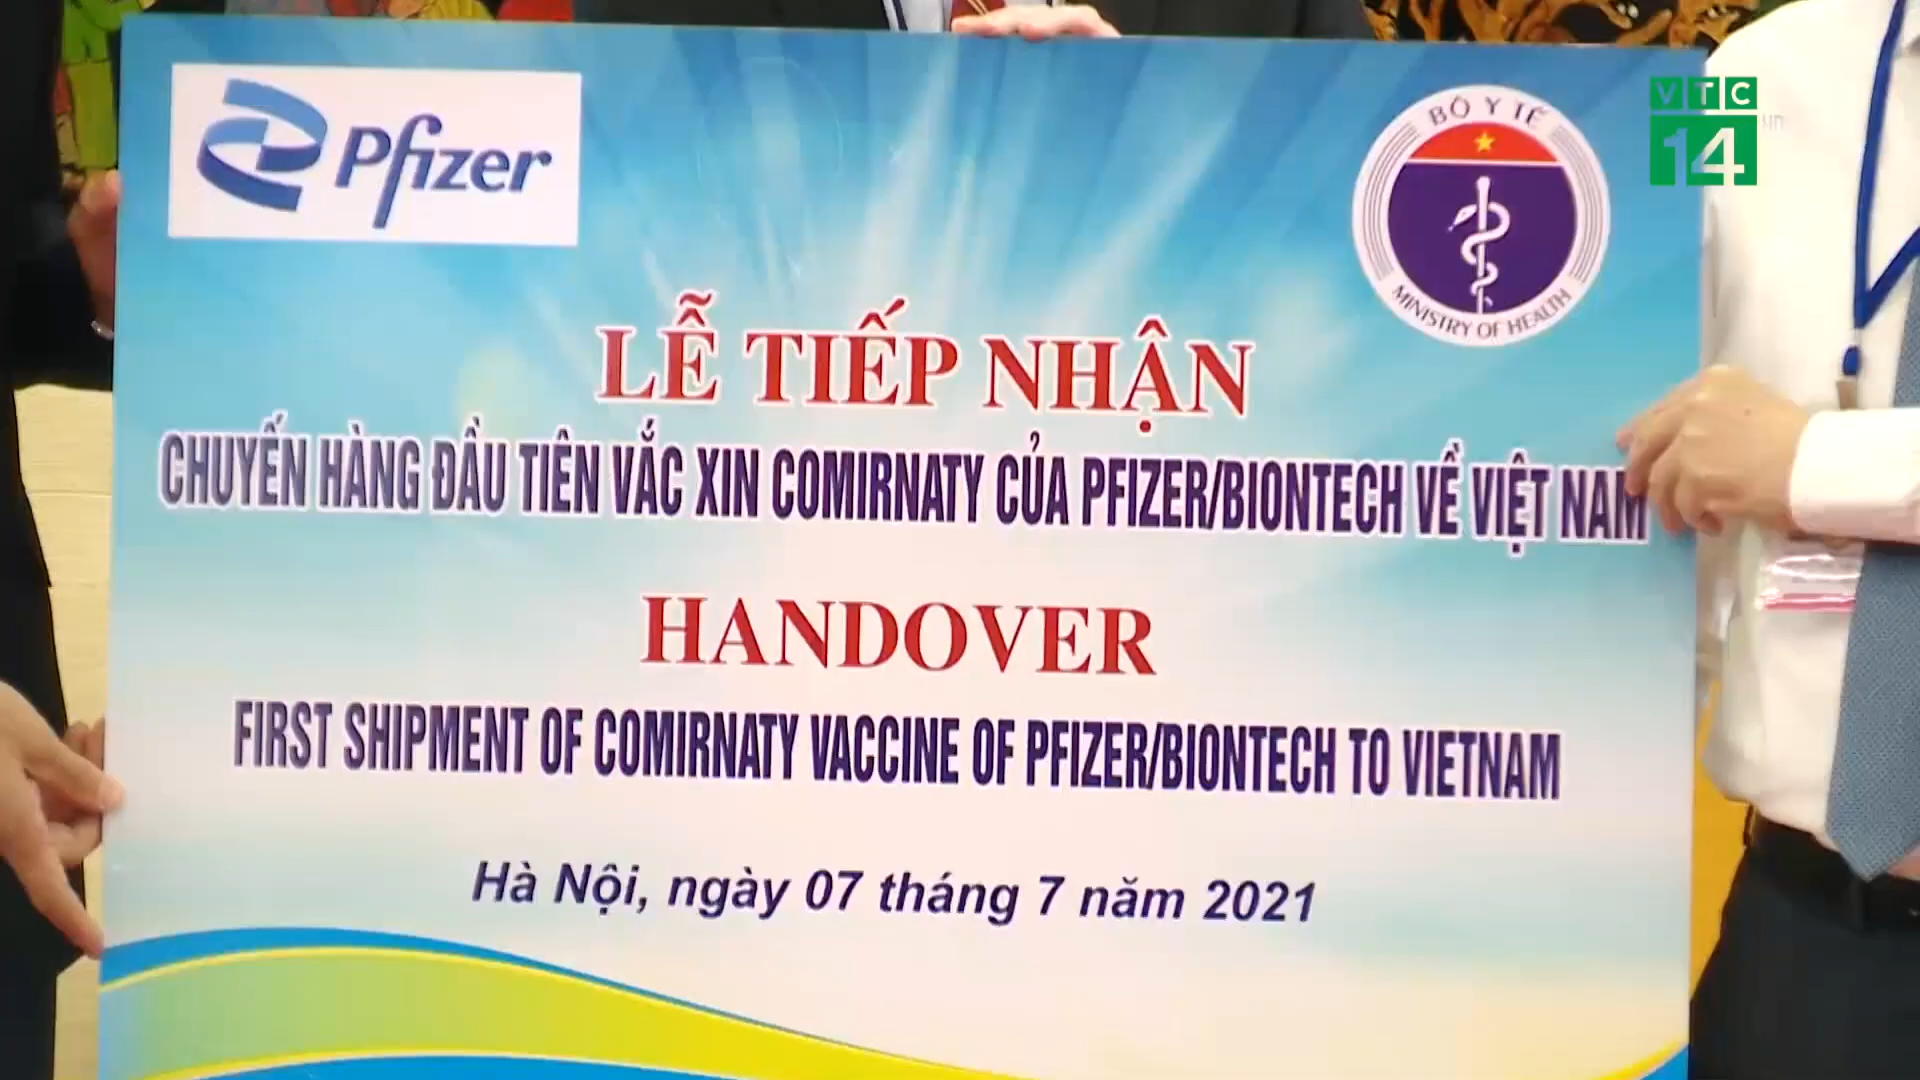 Pfizer
BỘ Y TẾ
MINISTRY OF HEALTH
VTC
14
LỄ TIẾP NHẬN
CHUYẾN HÀNG ĐẦU TIÊN VẮC XIN COMIRNATY CỦA PFIZER/BIONTECH VỀ VIỆT NAM
HANDOVER
FIRST SHIPMENT OF COMIRNATY VACCINE OF PFIZER/BIONTECH TO VIETNAM
Hà Nội, ngày 07 tháng 7 năm 2021